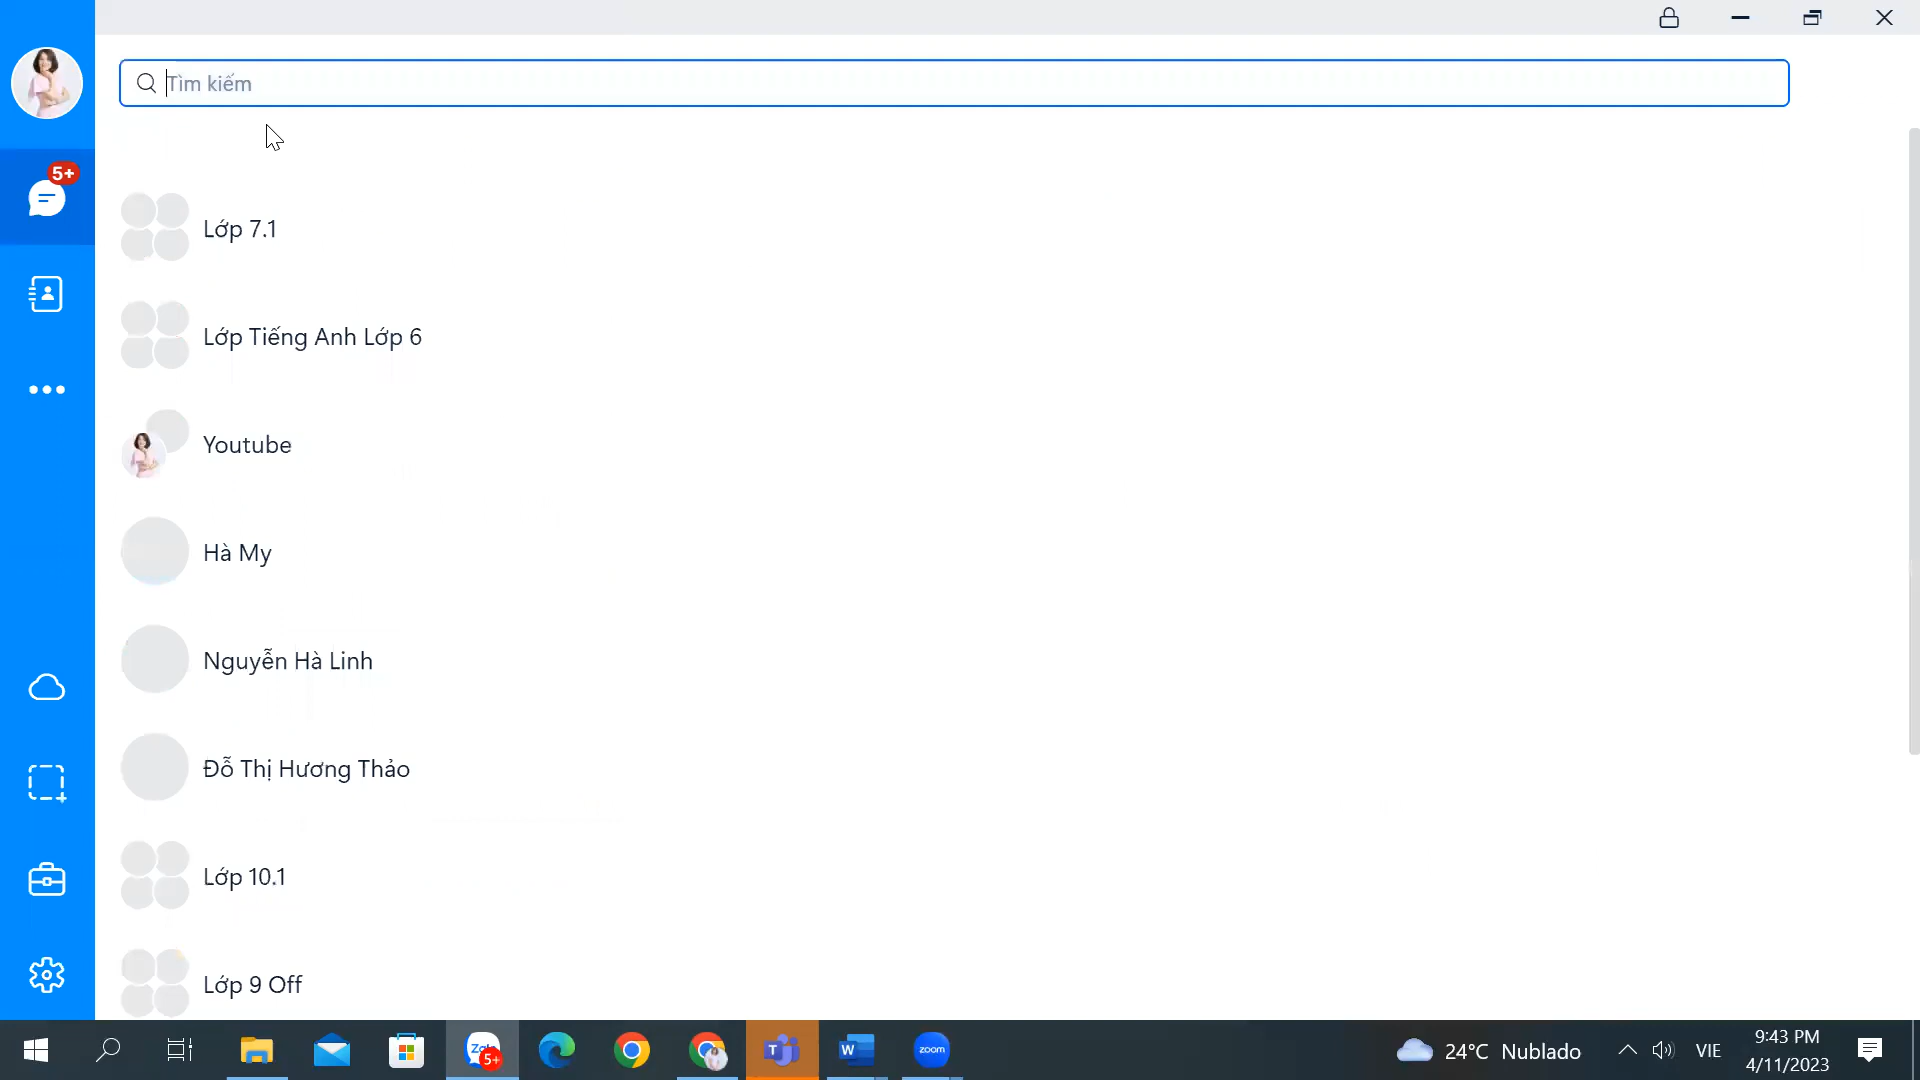 Tìm kiếm
5+
Lớp 7.1
Lớp Tiếng Anh Lớp 6
Youtube
Hà My
Nguyễn Hà Linh
Đỗ Thị Hương Thảo
Lớp 10.1
Lớp 9 Off
5+
T
W
zoom
24°C Nublado
VIE
9:43 PM
4/11/2023